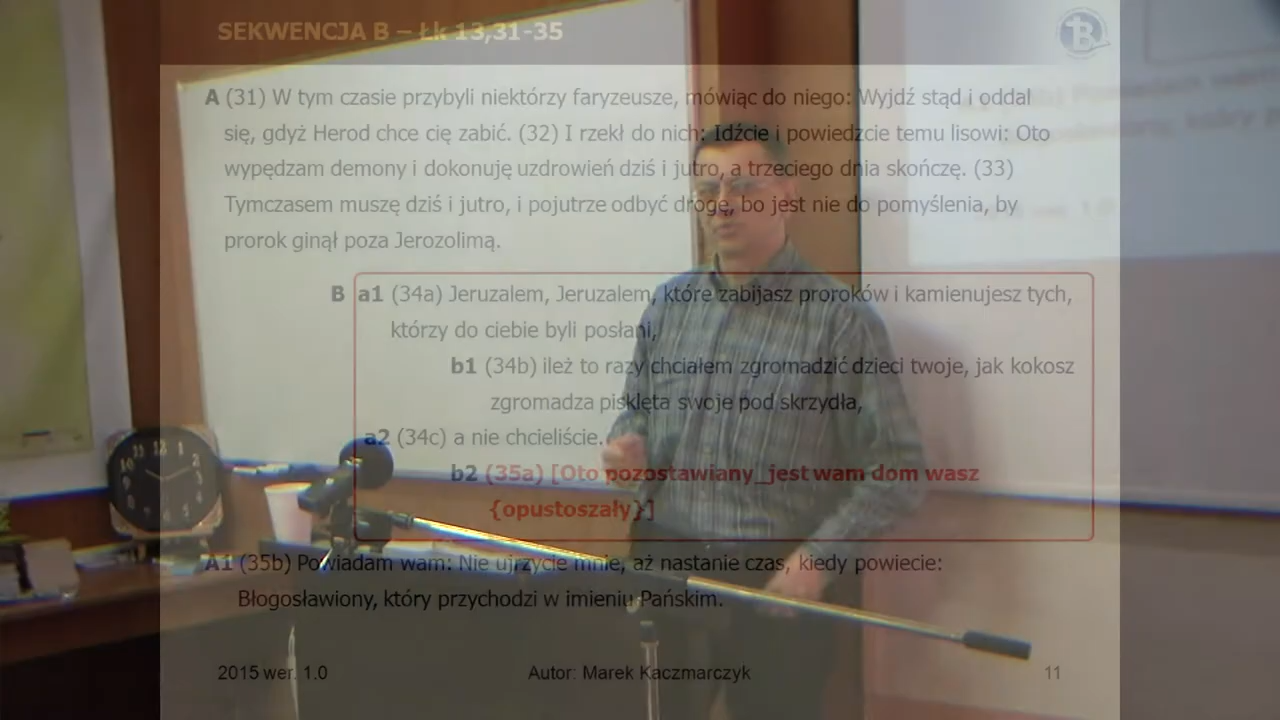 SEKWENCJA B – Łk 13,31-35
A (31) W tym czasie przybyli niektórzy faryzeusze, mówiąc do niego: Wyjdź stąd i oddal
się, gdyż Herod chce cię zabić. (32) I rzekł do nich: Idźcie i powiedzcie temu lisowi: Oto
wypędzam demony i dokonuję uzdrowień dziś i jutro, a trzeciego dnia skończę. (33)
Tymczasem muszę dziś i jutro, i pojutrze odbyć drogę, bo jest nie do pomyślenia, by
prorok ginął poza Jerozolimą.
B a1 (34a) Jeruzalem, Jeruzalem, które zabijasz proroków i kamienujesz tych,
którzy do ciebie byli posłani,
b1 (34b) ileż to razy chciałem zgromadzić dzieci twoje, jak kokosz
zgromadza pisklęta swoje pod skrzydła,
a2 (34c) a nie chcieliście.
b2 (35a) [Oto pozostawiany_jest wam dom wasz
{opustoszały}]
A1 (35b) Powiadam wam: Nie ujrzycie mnie, aż nastanie czas, kiedy powiecie:
Błogosławiony, który przychodzi w imieniu Pańskim.
2015 wer. 1.0 Autor: Marek Kaczmarczyk 11